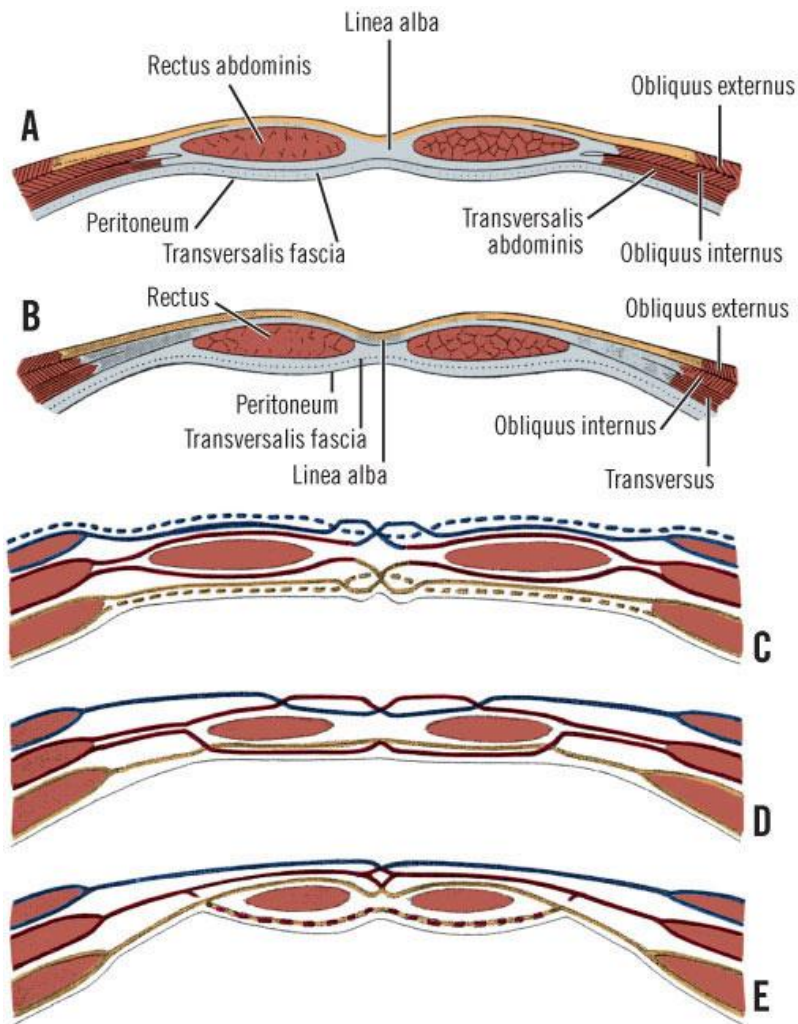 Linea alba
Rectus abdominis
Obliquus externus
A
Peritoneum
Transversalis fascia
Transversalis
abdominis
Obliquus internus
B
Rectus
Obliquus externus
Peritoneum
Transversalis fascia
Linea alba
Obliquus internus
Transversus
C
D
E